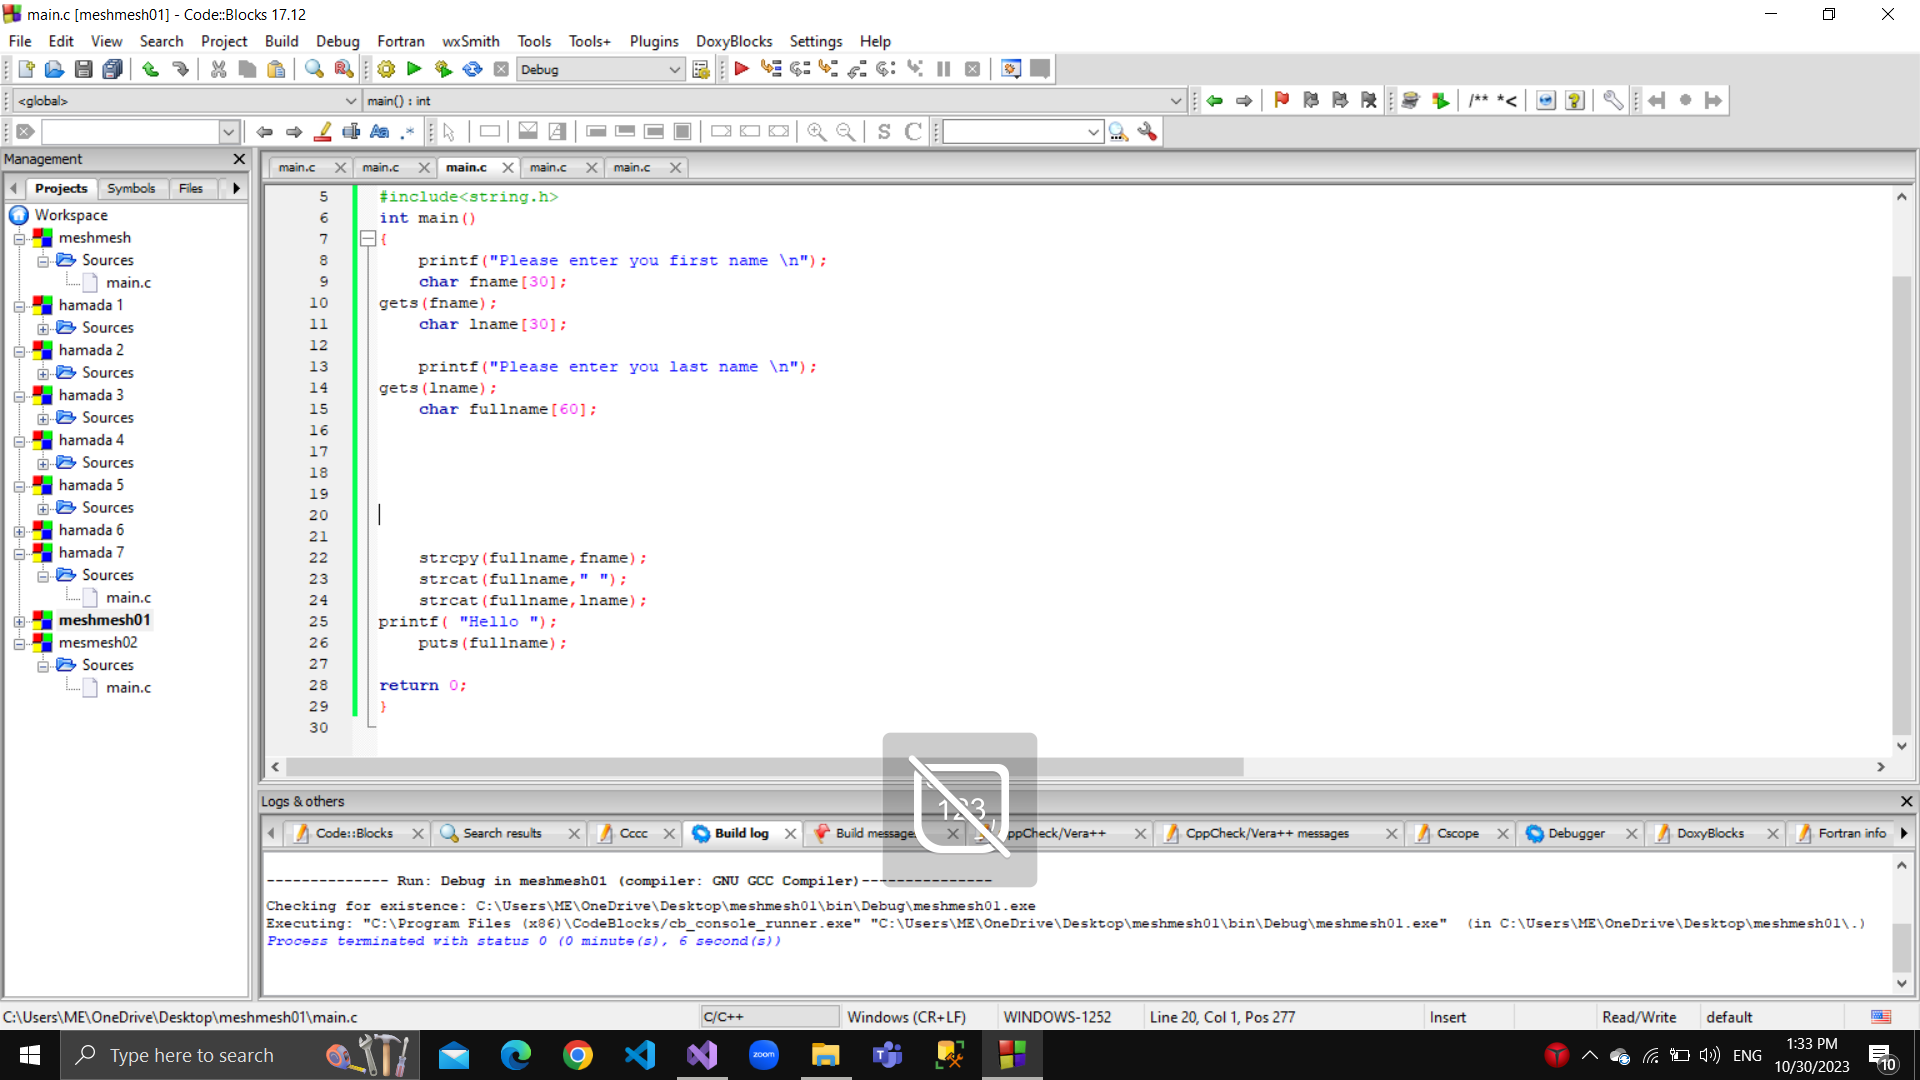 main.c [meshmesh01] - Code::Blocks 17.12
File Edit View Search Project Build Debug Fortran wxSmith Tools Tools+ Plugins DoxyBlocks Settings Help
Debug
<global> main() : int /** *<
Management
main.c main.c main.c main.c main.c
Projects Symbols Files
Workspace
meshmesh
Sources
main.c
hamada 1
Sources
hamada 2
Sources
hamada 3
Sources
hamada 4
Sources
hamada 5
Sources
hamada 6
hamada 7
Sources
main.c
meshmesh01
mesmesh02
Sources
main.c
5 #include<string.h>
6 int main()
7 {
8 printf("Please enter you first name \n");
9 char fname[30];
10 gets(fname);
11 char lname[30];
12
13 printf("Please enter you last name \n");
14 gets(lname);
15 char fullname[60];
16
17
18
19
20
21
22 strcpy(fullname,fname);
23 strcat(fullname," ");
24 strcat(fullname,lname);
25 printf( "Hello ");
26 puts(fullname);
27
28 return 0;
29 }
30
123
Logs & others
Code::Blocks Search results Cccc Build log Build messages CppCheck/Vera++ CppCheck/Vera++ messages Cscope Debugger DoxyBlocks Fortran info
-------------- Run: Debug in meshmesh01 (compiler: GNU GCC Compiler)---------------
Checking for existence: C:\Users\ME\OneDrive\Desktop\meshmesh01\bin\Debug\meshmesh01.exe
Executing: "C:\Program Files (x86)\CodeBlocks/cb_console_runner.exe" "C:\Users\ME\OneDrive\Desktop\meshmesh01\bin\Debug\meshmesh01.exe" (in C:\Users\ME\OneDrive\Desktop\meshmesh01\.)
Process terminated with status 0 (0 minute(s), 6 second(s))
C:\Users\ME\OneDrive\Desktop\meshmesh01\main.c C/C++ Windows (CR+LF) WINDOWS-1252 Line 20, Col 1, Pos 277 Insert Read/Write default
Type here to search zoom ENG 1:33 PM
10/30/2023 10